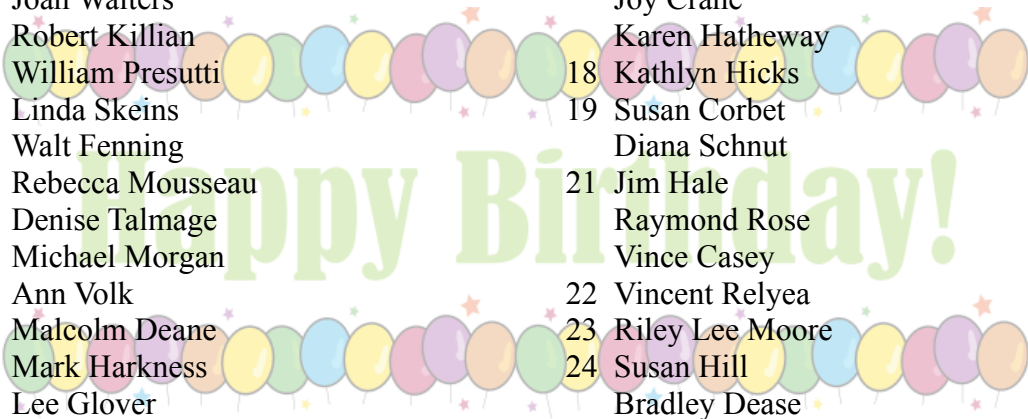 Joan Walters
Robert Killian
William Presutti
Linda Skeins
Walt Fenning
Rebecca Mousseau
Denise Talmage
Michael Morgan
Ann Volk
Malcolm Deane
Mark Harkness
Lee Glover
Joy Crane
Karen Hatheway
18 Kathlyn Hicks
19 Susan Corbet
Diana Schnut
21 Jim Hale
Raymond Rose
Vince Casey
22 Vincent Relyea
23 Riley Lee Moore
24 Susan Hill
Bradley Dease
Happy Birthday!